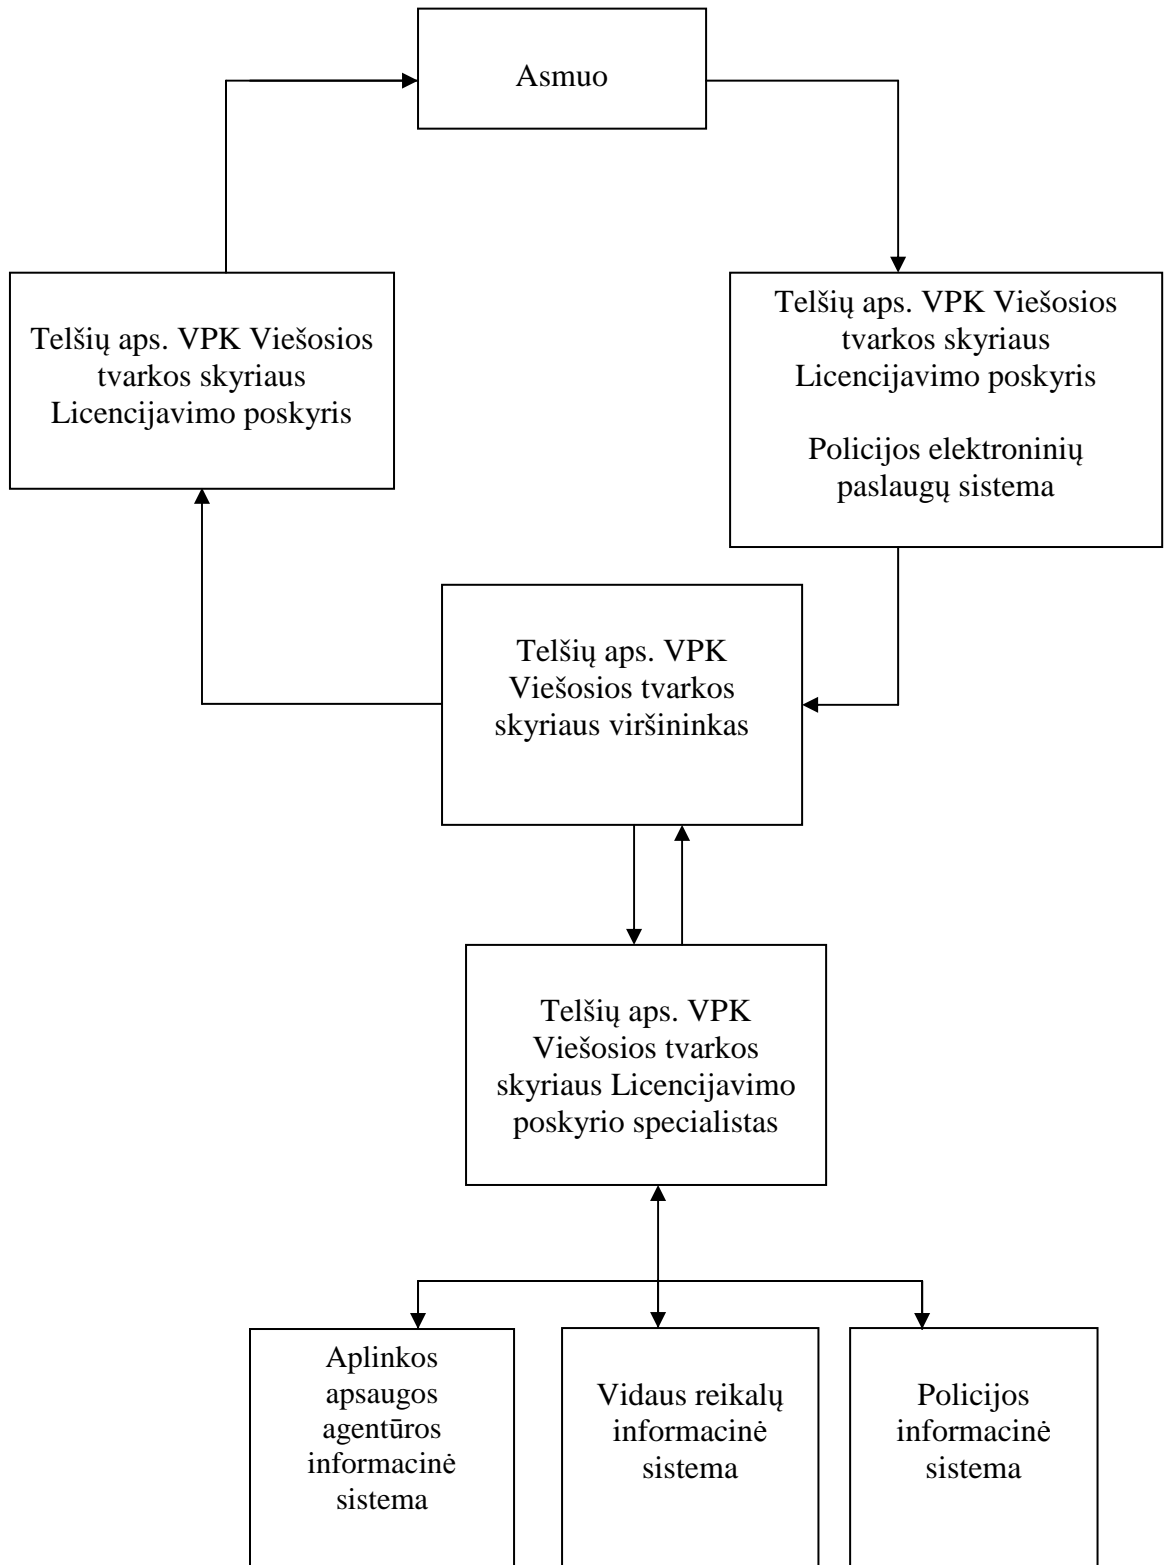 Asmuo
Telšių aps. VPK Viešosios
tvarkos skyriaus
Licencijavimo poskyris
Telšių aps. VPK Viešosios
tvarkos skyriaus
Licencijavimo poskyris
Policijos elektroninių
paslaugų sistema
Telšių aps. VPK
Viešosios tvarkos
skyriaus viršininkas
Telšių aps. VPK
Viešosios tvarkos
skyriaus Licencijavimo
poskyrio specialistas
Aplinkos
apsaugos
agentūros
informacinė
sistema
Vidaus reikalų
informacinė
sistema
Policijos
informacinė
sistema